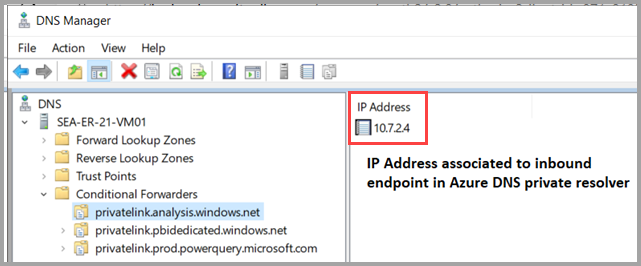 DNS Manager
File Action View Help
DNS
SEA-ER-21-VM01
Forward Lookup Zones
Reverse Lookup Zones
Trust Points
Conditional Forwarders
privatelink.analysis.windows.net
privatelink.pbidedicated.windows.net
privatelink.prod.powerquery.microsoft.com
IP Address
10.7.2.4
IP Address associated to inbound
endpoint in Azure DNS private resolver